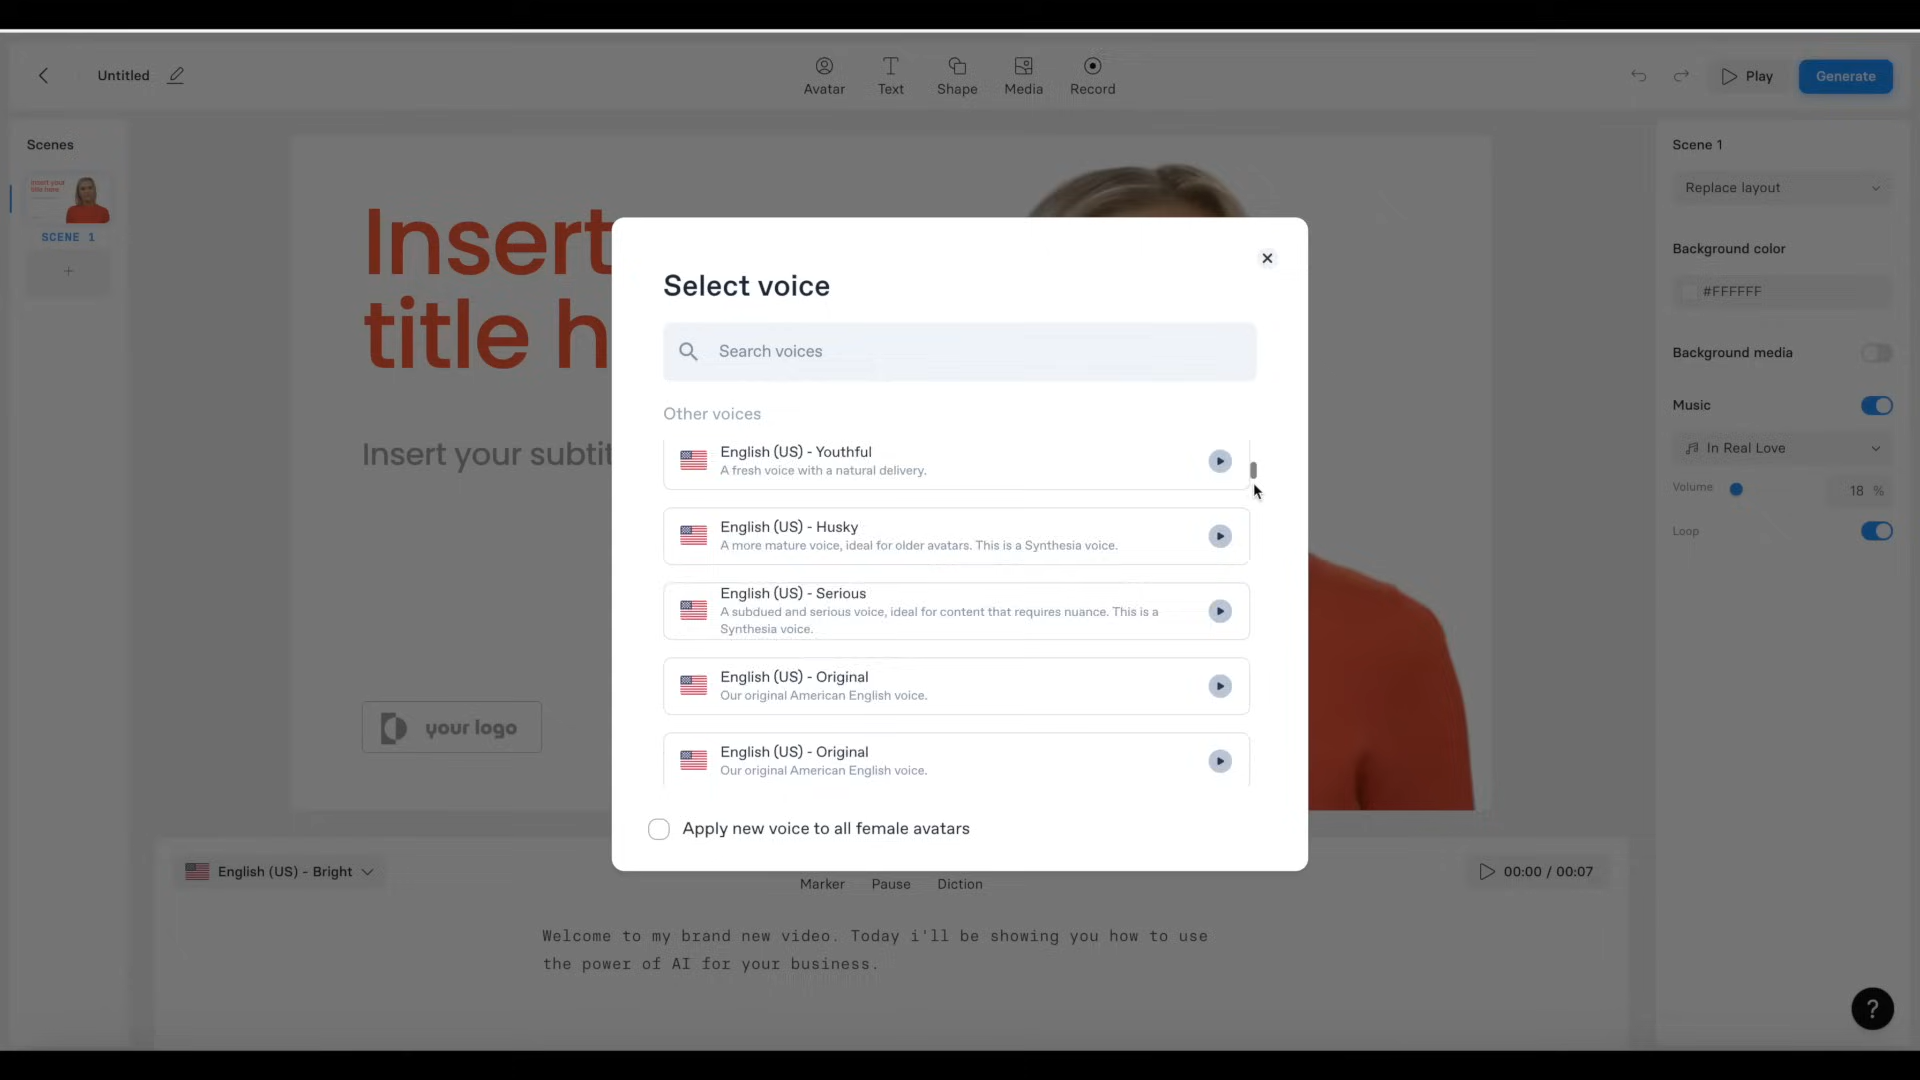 Untitled
Avatar
Text
Shape
Media
Record
Play
Generate
Scenes
Insert your
title here
SCENE 1
+
Insert
title h
Insert your subtit
your logo
Select voice
Search voices
Other voices
English (US) - Youthful
A fresh voice with a natural delivery.
English (US) - Husky
A more mature voice, ideal for older avatars. This is a Synthesia voice.
English (US) - Serious
A subdued and serious voice, ideal for content that requires nuance. This is a
Synthesia voice.
English (US) - Original
Our original American English voice.
English (US) - Original
Our original American English voice.
Apply new voice to all female avatars
Scene 1
Replace layout
Background color
#FFFFFF
Background media
Music
In Real Love
Volume
18 %
Loop
English (US) - Bright
Marker
Pause
Diction
00:00 / 00:07
Welcome to my brand new video. Today i'll be showing you how to use
the power of AI for your business.
?